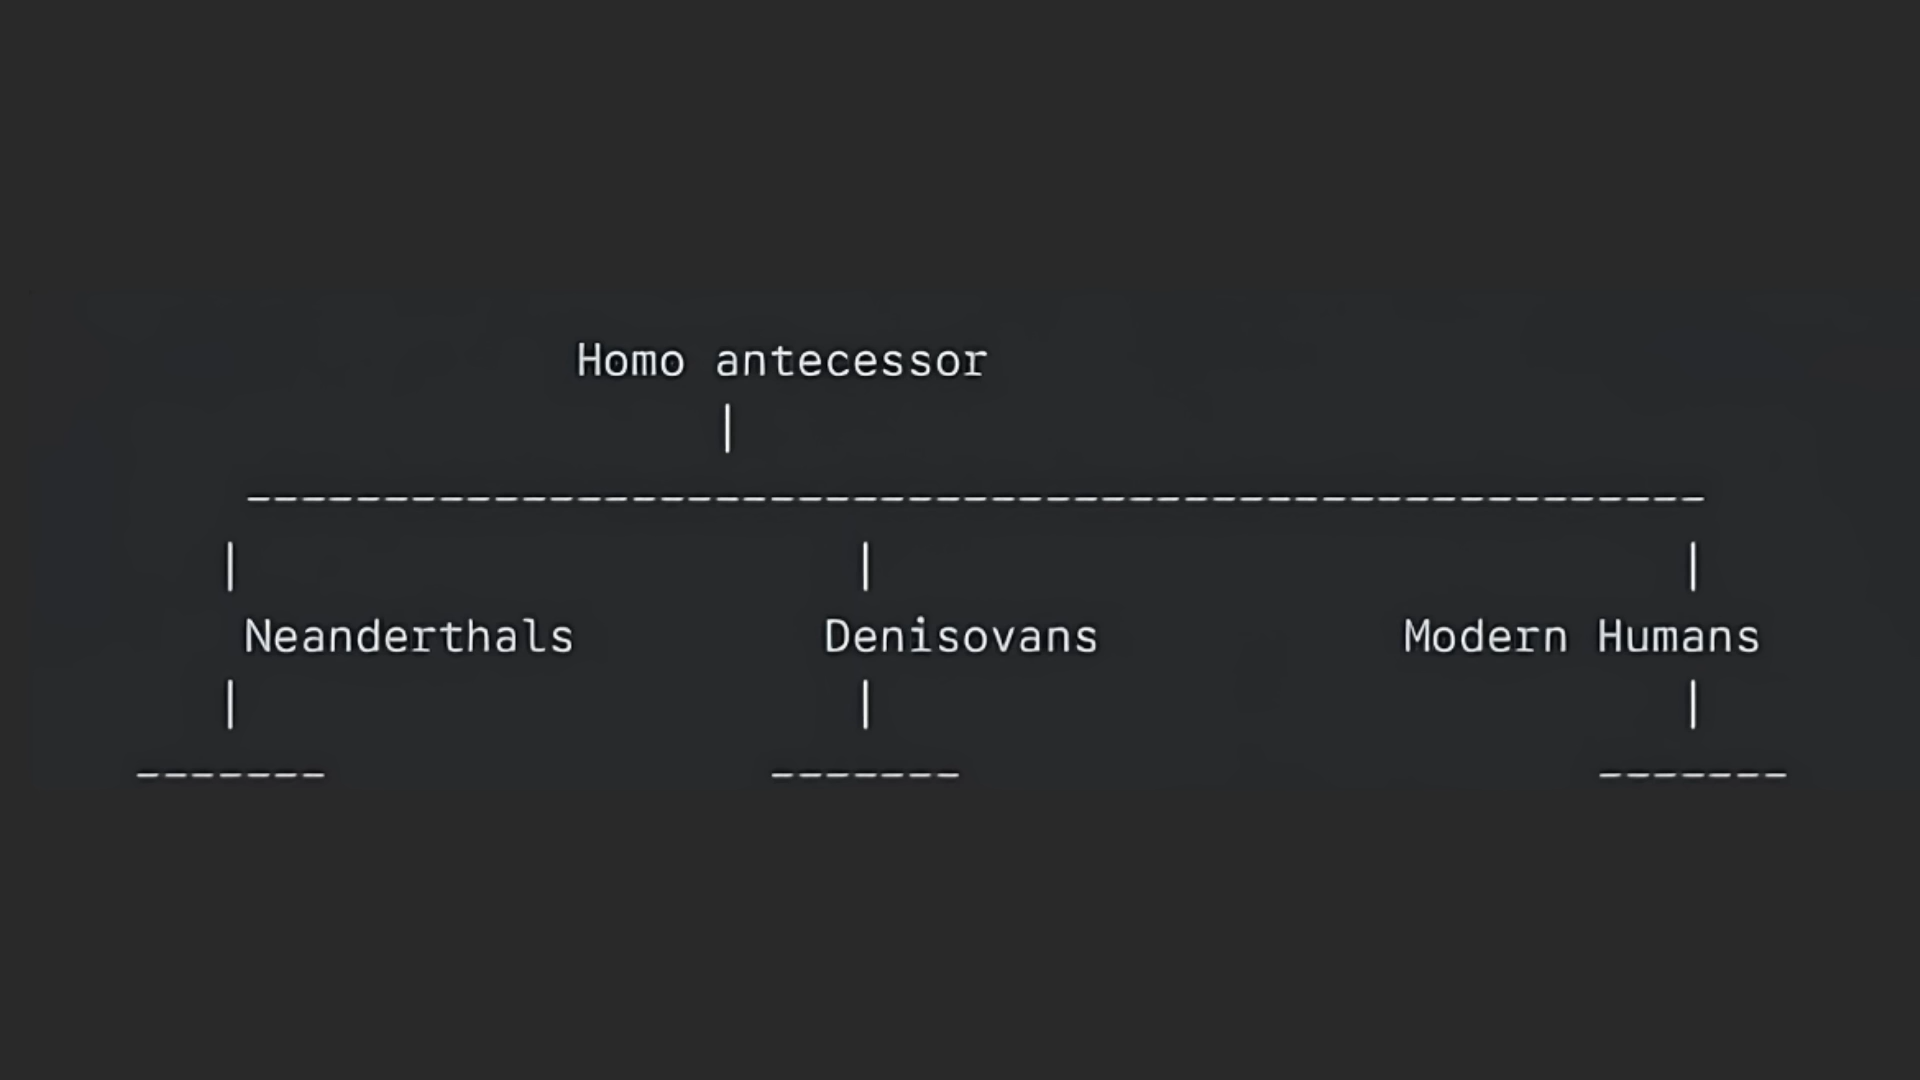 Homo antecessor
|
-----------------------------------------------------
| | |
Neanderthals Denisovans Modern Humans
| | |
------- ------- -------